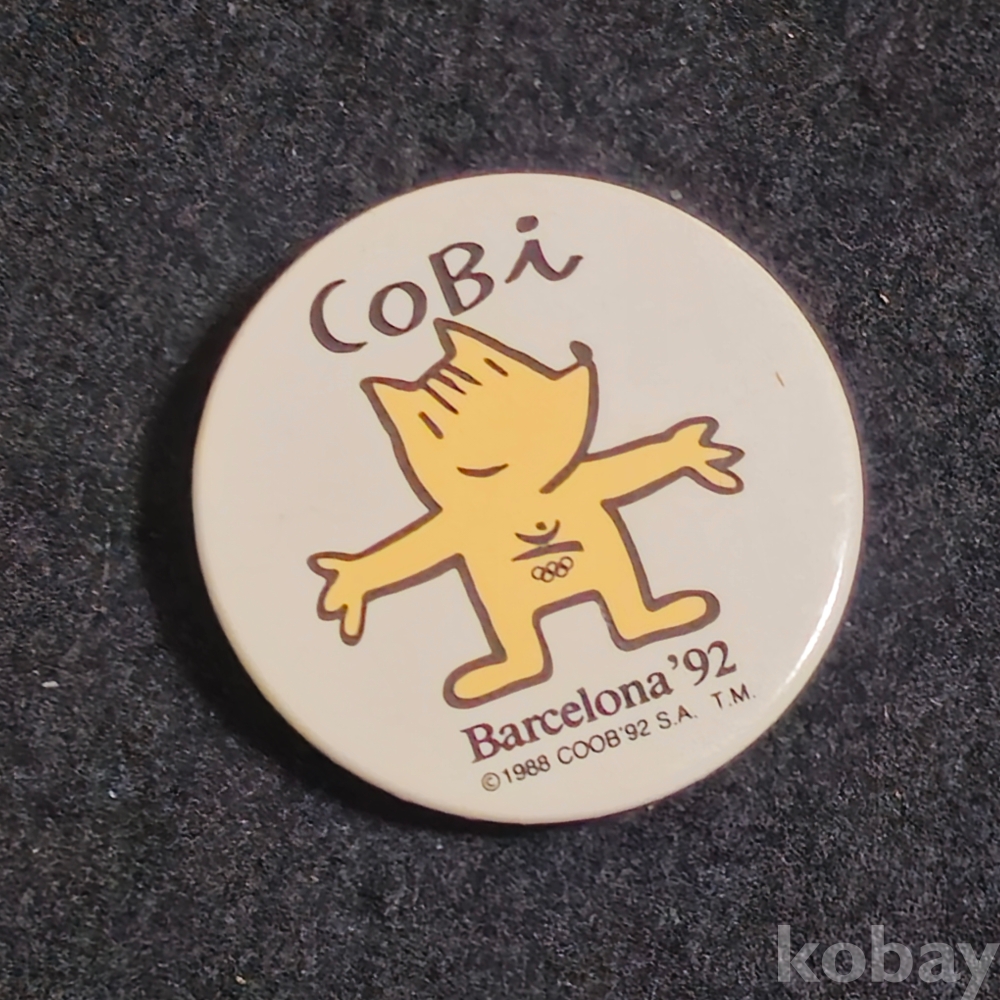 CoBi
Barcelona '92
©1988 COOB'92 S.A. T.M.
kobay